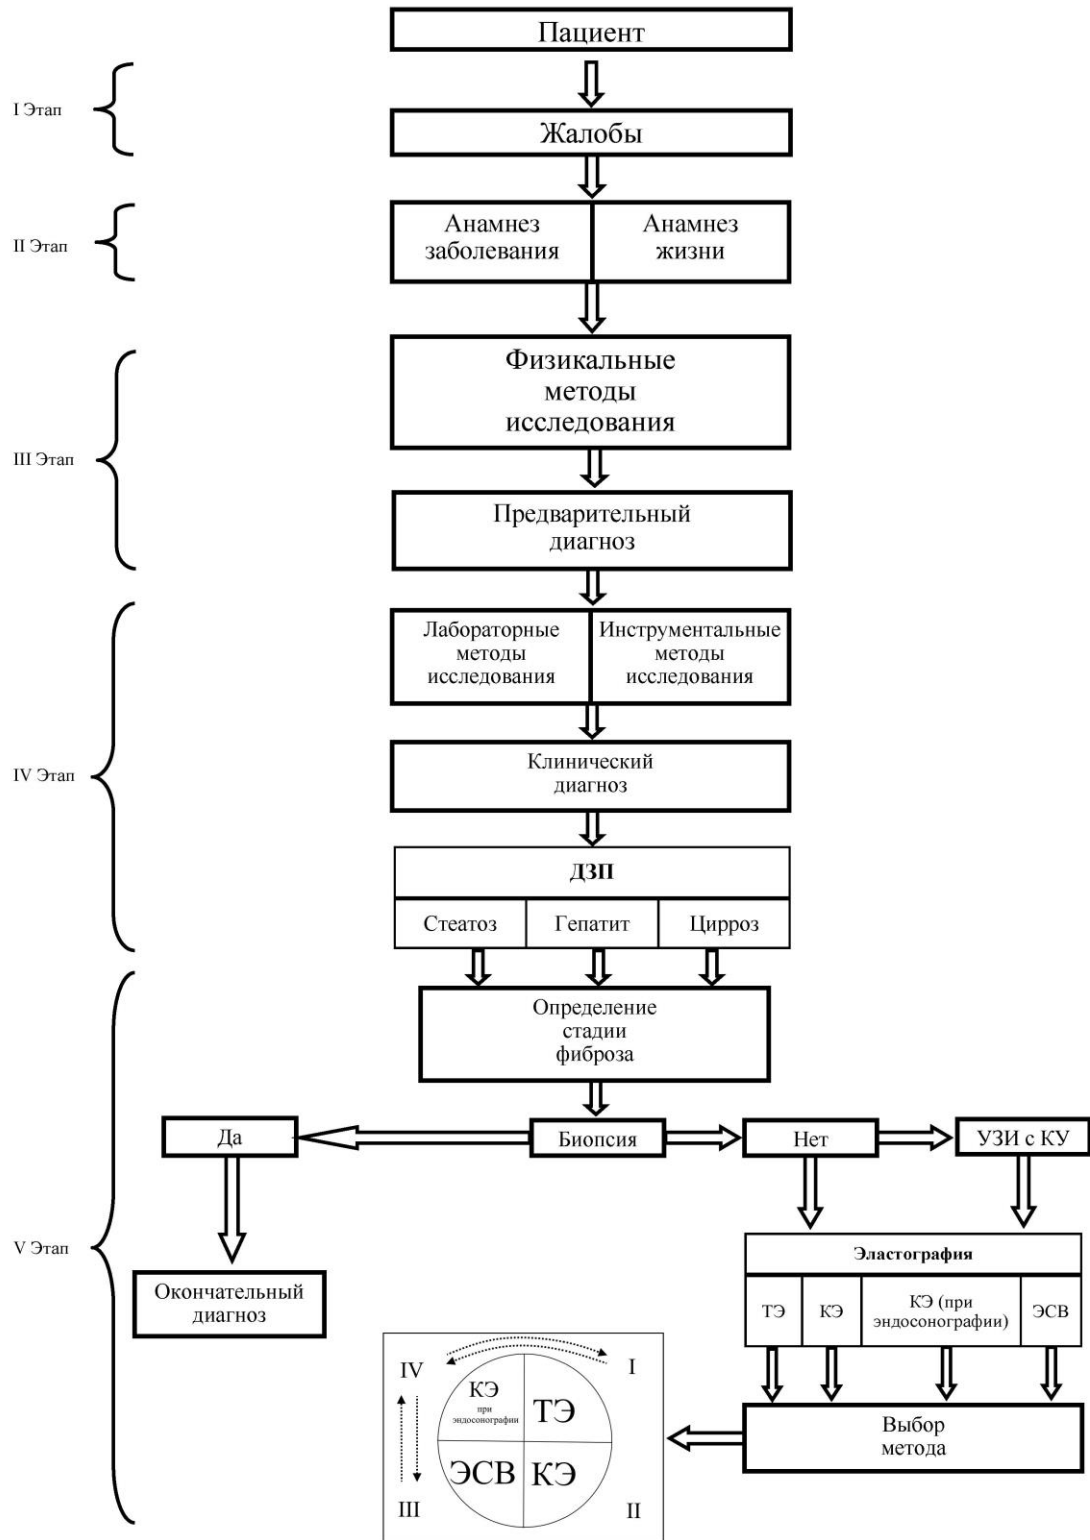 Пациент
I Этап
Жалобы
II Этап
Анамнез
заболевания
Анамнез
жизни
III Этап
Физикальные
методы
исследования
Предварительный
диагноз
IV Этап
Лабораторные
методы
исследования
Инструментальные
методы
исследования
Клинический
диагноз
ДЗП
Стеатоз
Гепатит
Цирроз
V Этап
Определение
стадии
фиброза
Да
Биопсия
Нет
УЗИ с КУ
Окончательный
диагноз
Эластография
ТЭ
КЭ
КЭ (при
эндосонографии)
ЭСВ
Выбор
метода
IV
I
КЭ
при
эндосонографии
ТЭ
ЭСВ
КЭ
III
II